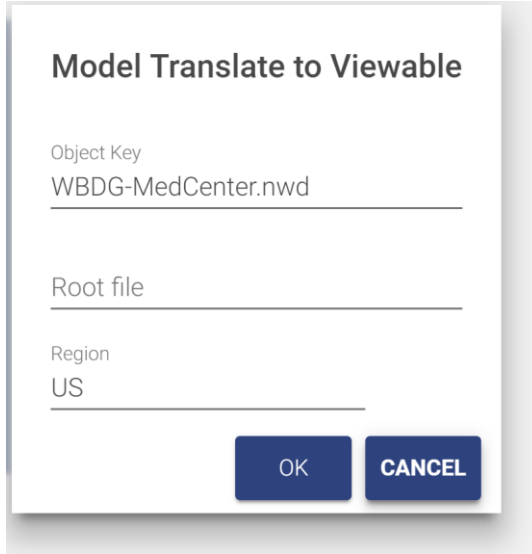 Model Translate to Viewable
Object Key
WBDG-MedCenter.nwd
Root file
Region
US
OK CANCEL